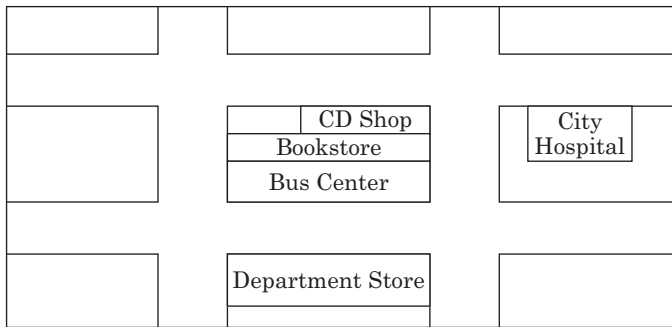 CD Shop
City
Hospital
Bookstore
Bus Center
Department Store